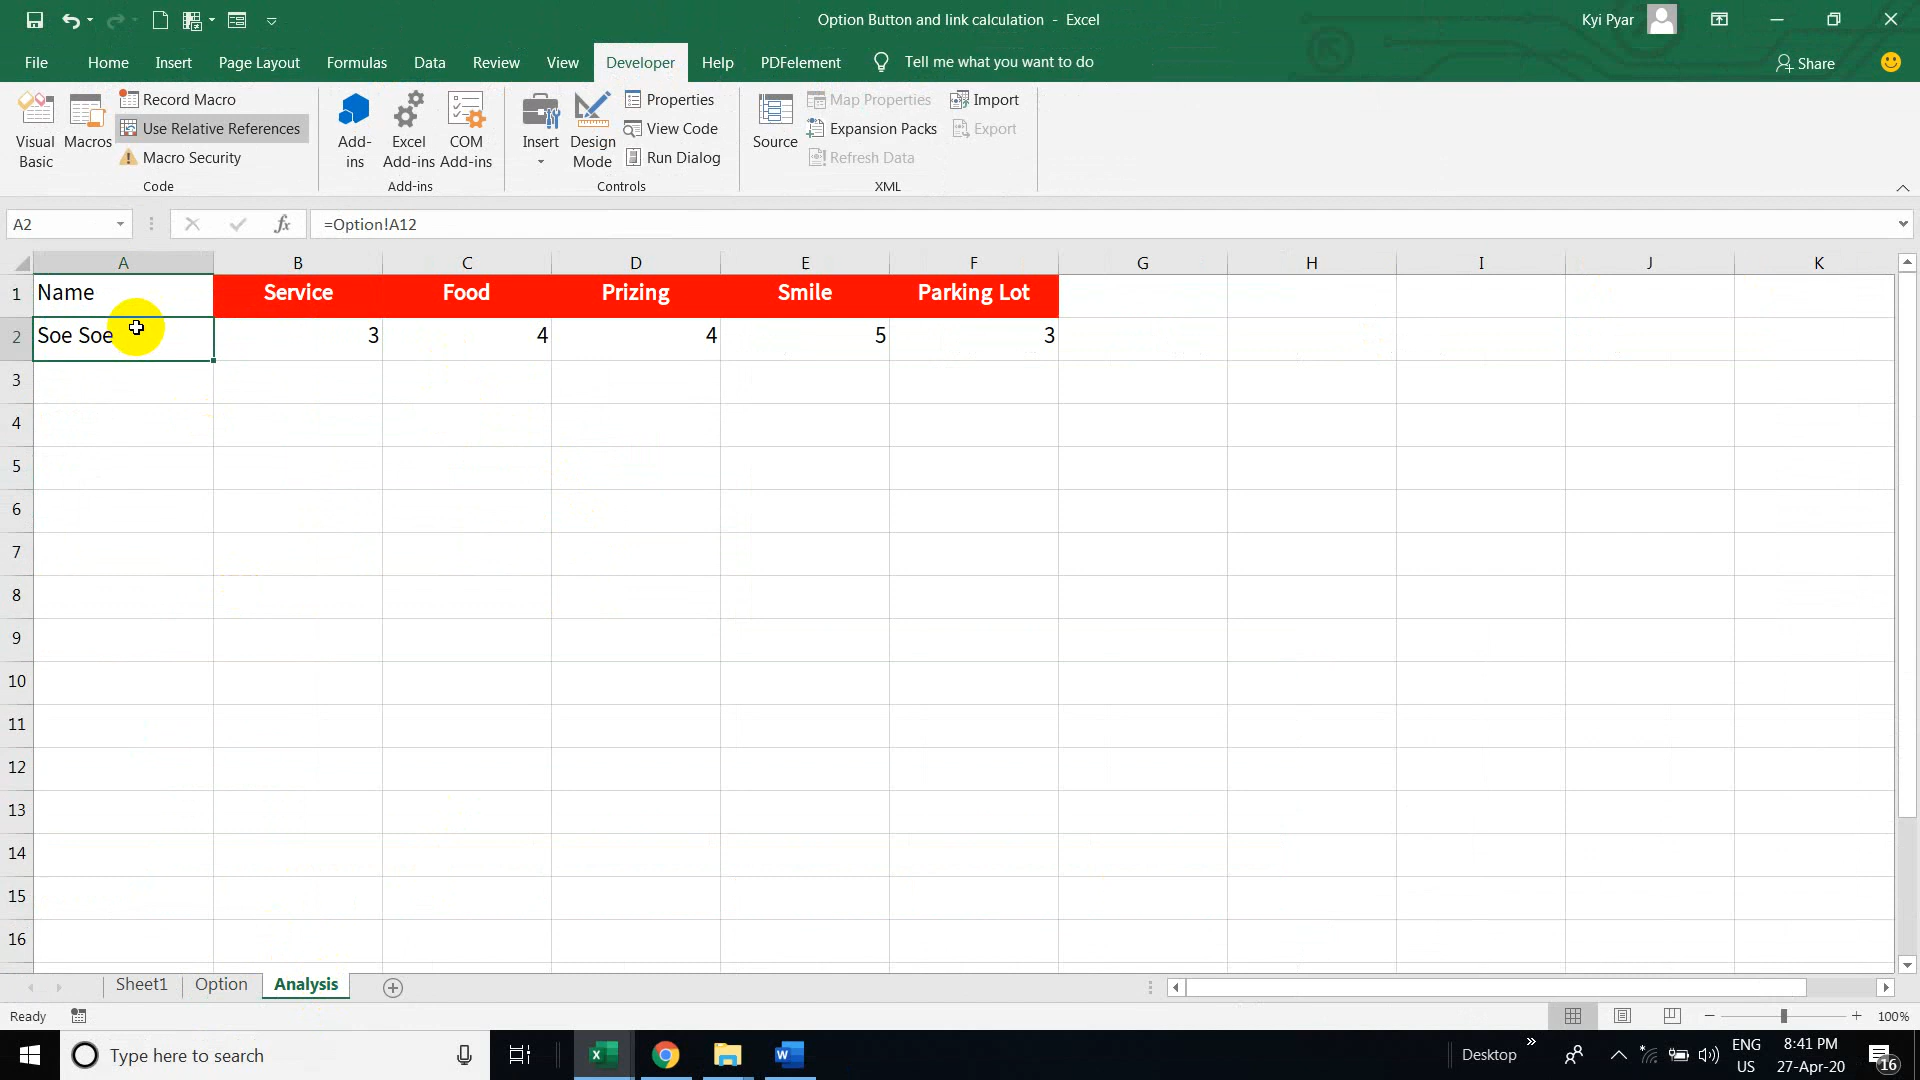 Option Button and link calculation - Excel
Kyi Pyar
File Home Insert Page Layout Formulas Data Review View Developer Help PDFelement Tell me what you want to do Share
Visual Basic
Macros
Record Macro
Use Relative References
Macro Security
Code
Add-ins
Excel Add-ins
COM Add-ins
Add-ins
Insert
Design Mode
Properties
View Code
Run Dialog
Controls
Source
Map Properties
Expansion Packs
Refresh Data
Import
Export
XML
A2 fx =Option!A12
A B C D E F G H I J K
1 Name Service Food Prizing Smile Parking Lot
2 Soe Soe 3 4 4 5 3
3
4
5
6
7
8
9
10
11
12
13
14
15
16
Sheet1 Option Analysis
Ready 100%
Type here to search
Desktop
ENG
US
8:41 PM
27-Apr-20
16